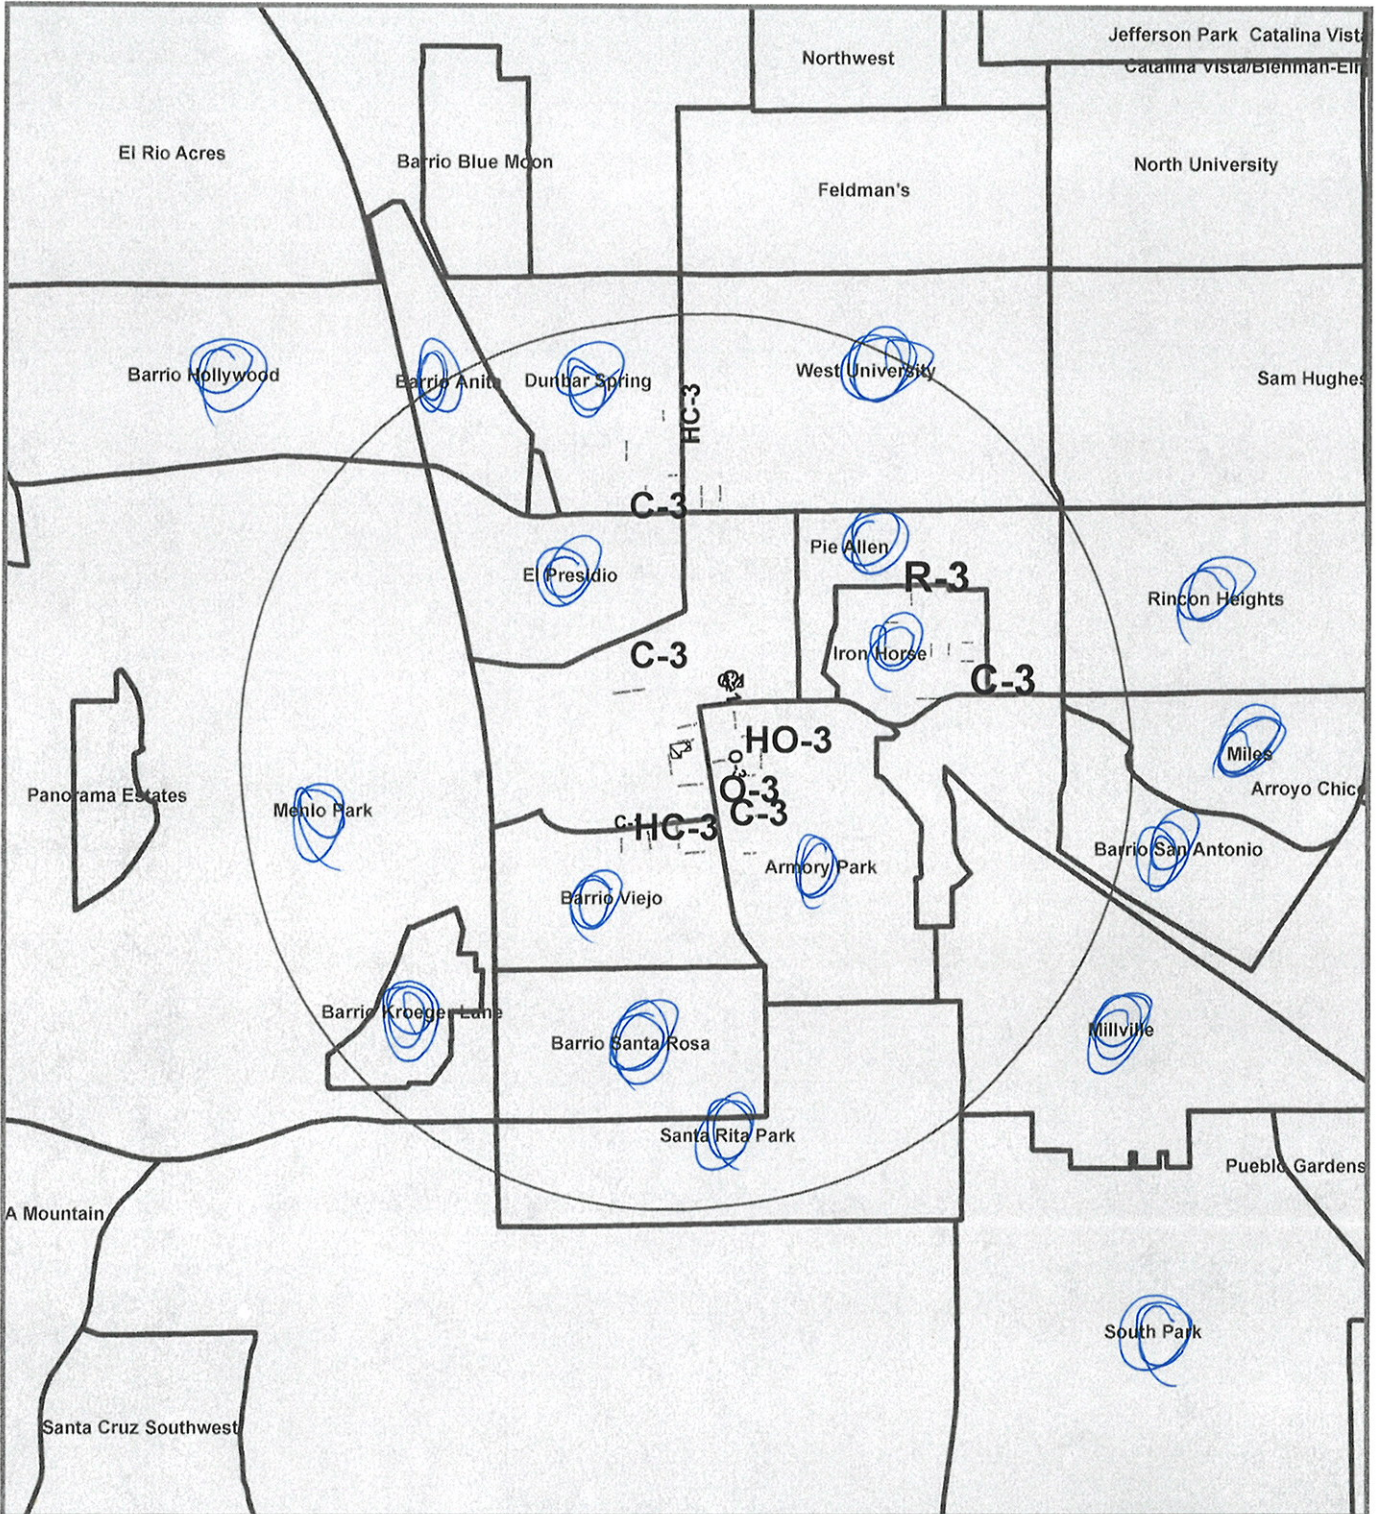 Jefferson Park Catalina Vista
Northwest
Catalina Vista/Blenman-El
El Rio Acres
Barrio Blue Moon
North University
Feldman's
Barrio Hollywood
Barrio Anita
Dunbar Spring
West University
Sam Hughes
HC-3
C-3
Pie Allen
El Presidio
R-3
Rincon Heights
Iron Horse
C-3
C-3
HO-3
Miles
O-3
O-3
Arroyo Chico
Panorama Estates
Menlo Park
C-3
HC-3
Barrio San Antonio
Armory Park
Barrio Viejo
Barrio Kroeger Lane
Barrio Santa Rosa
Millville
Santa Rita Park
Pueblo Gardens
A Mountain
South Park
Santa Cruz Southwest